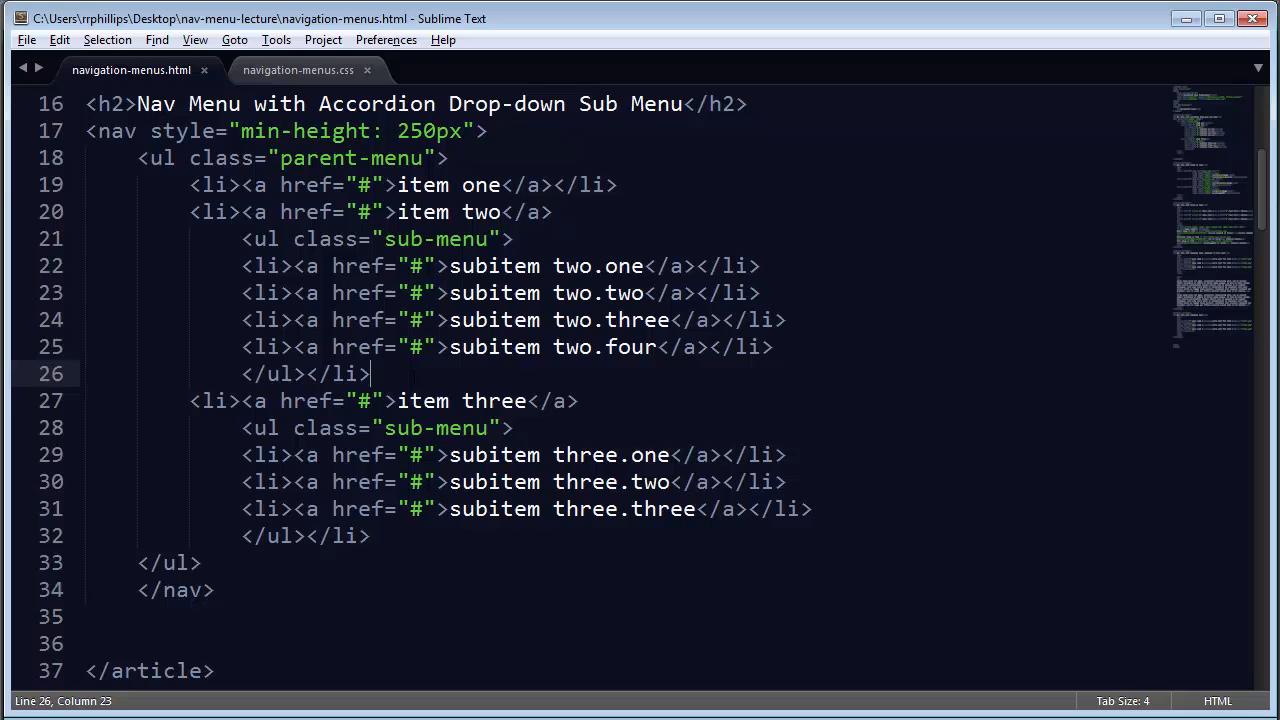 C:\Users\rrphillips\Desktop\nav-menu-lecture\navigation-menus.html - Sublime Text
File Edit Selection Find View Goto Tools Project Preferences Help
navigation-menus.html × navigation-menus.css ×
16 <h2>Nav Menu with Accordion Drop-down Sub Menu</h2>
17 <nav style="min-height: 250px">
18 <ul class="parent-menu">
19 <li><a href="#">item one</a></li>
20 <li><a href="#">item two</a>
21 <ul class="sub-menu">
22 <li><a href="#">subitem two.one</a></li>
23 <li><a href="#">subitem two.two</a></li>
24 <li><a href="#">subitem two.three</a></li>
25 <li><a href="#">subitem two.four</a></li>
26 </ul></li>
27 <li><a href="#">item three</a>
28 <ul class="sub-menu">
29 <li><a href="#">subitem three.one</a></li>
30 <li><a href="#">subitem three.two</a></li>
31 <li><a href="#">subitem three.three</a></li>
32 </ul></li>
33 </ul>
34 </nav>
35
36
37 </article>
Line 26, Column 23 Tab Size: 4 HTML